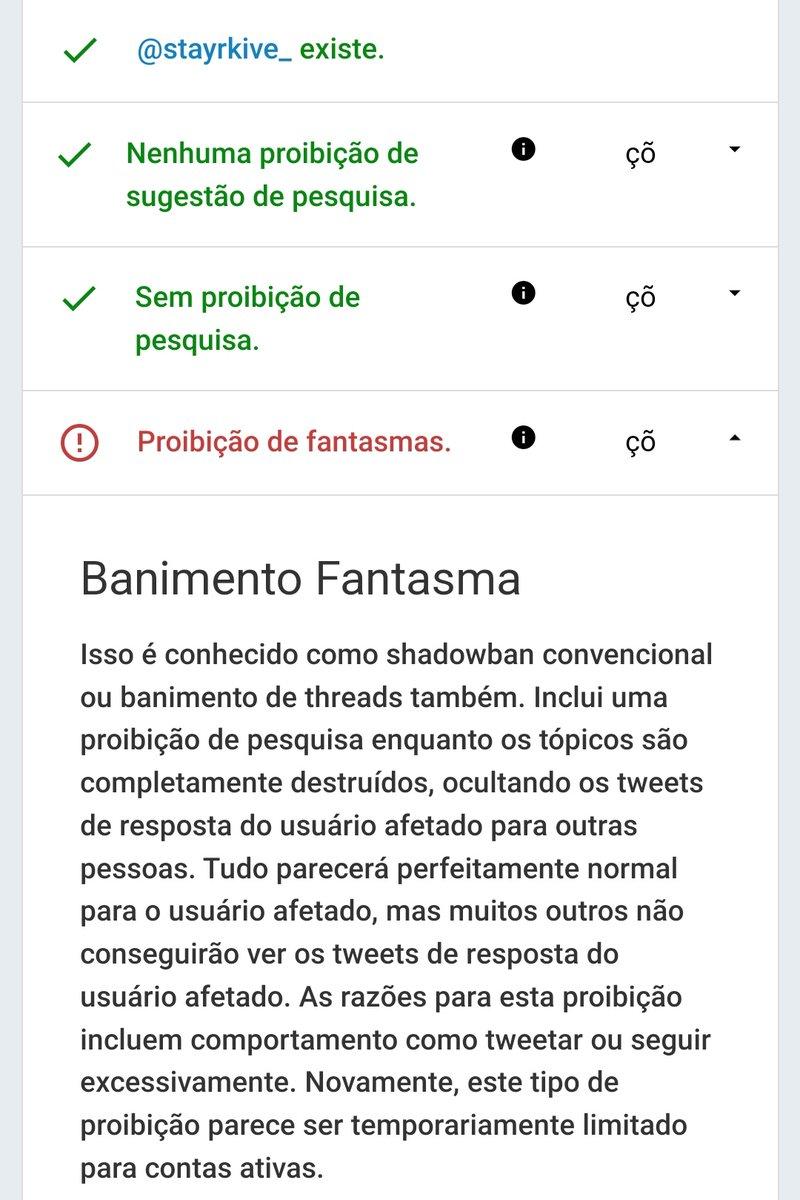 @stayrkive_ existe.
Nenhuma proibição de
sugestão de pesquisa.
çõ
Sem proibição de
pesquisa.
çõ
Proibição de fantasmas.
çõ
Banimento Fantasma
Isso é conhecido como shadowban convencional
ou banimento de threads também. Inclui uma
proibição de pesquisa enquanto os tópicos são
completamente destruídos, ocultando os tweets
de resposta do usuário afetado para outras
pessoas. Tudo parecerá perfeitamente normal
para o usuário afetado, mas muitos outros não
conseguirão ver os tweets de resposta do
usuário afetado. As razões para esta proibição
incluem comportamento como tweetar ou seguir
excessivamente. Novamente, este tipo de
proibição parece ser temporariamente limitado
para contas ativas.